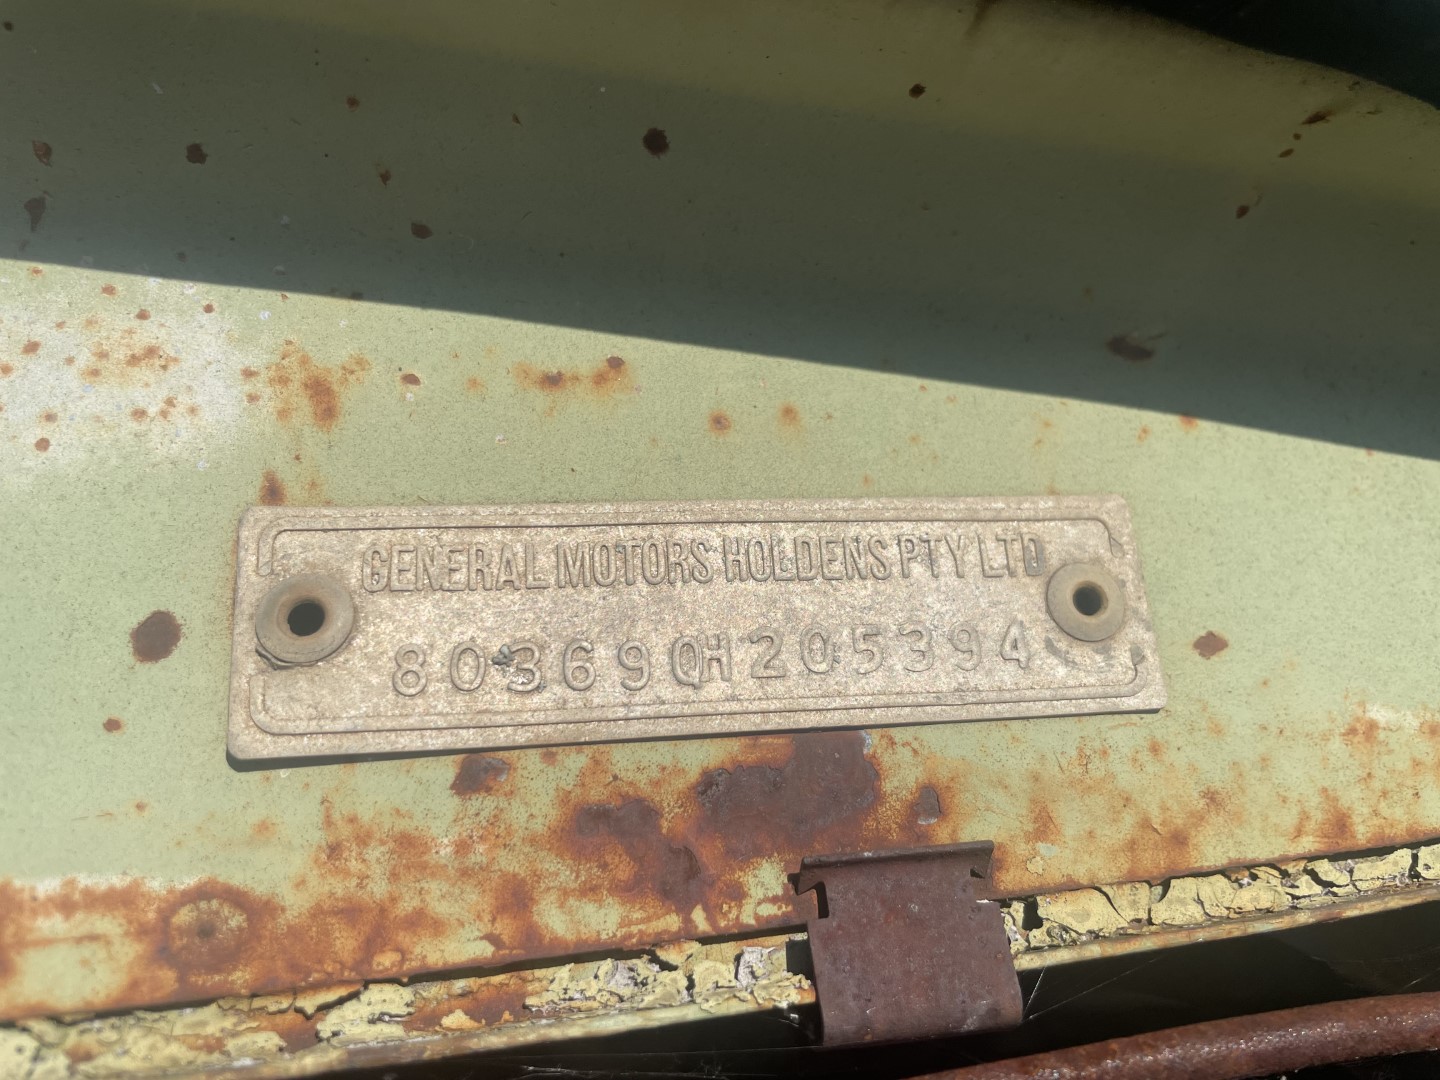 GENERAL MOTORS HOLDENS PTY LTD
80369QH205394